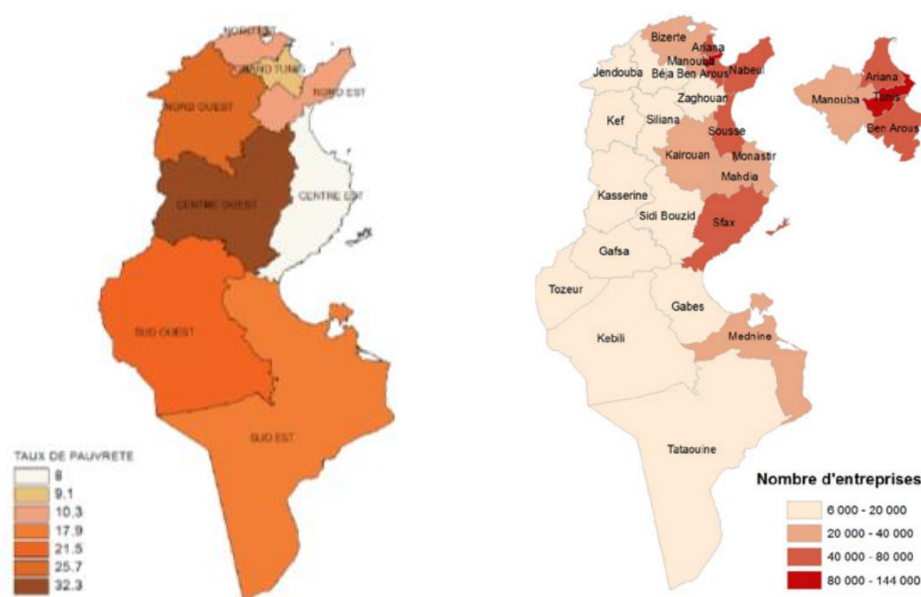 NORD EST
GRAND TUNIS
NORD EST
NORD OUEST
CENTRE OUEST
CENTRE EST
SUD OUEST
SUD EST
TAUX DE PAUVRETE
8
9.1
10.3
17.9
21.5
25.7
32.3
Bizerte
Ariana
Manouba
Jendouba
Béja Ben Arous
Nabeul
Zaghouan
Kef
Siliana
Sousse
Kairouan
Monastir
Mahdia
Kasserine
Sidi Bouzid
Sfax
Gafsa
Tozeur
Gabes
Kebili
Mednine
Tataouine
Ariana
Manouba
Tunis
Ben Arous
Nombre d'entreprises
6 000 - 20 000
20 000 - 40 000
40 000 - 80 000
80 000 - 144 000